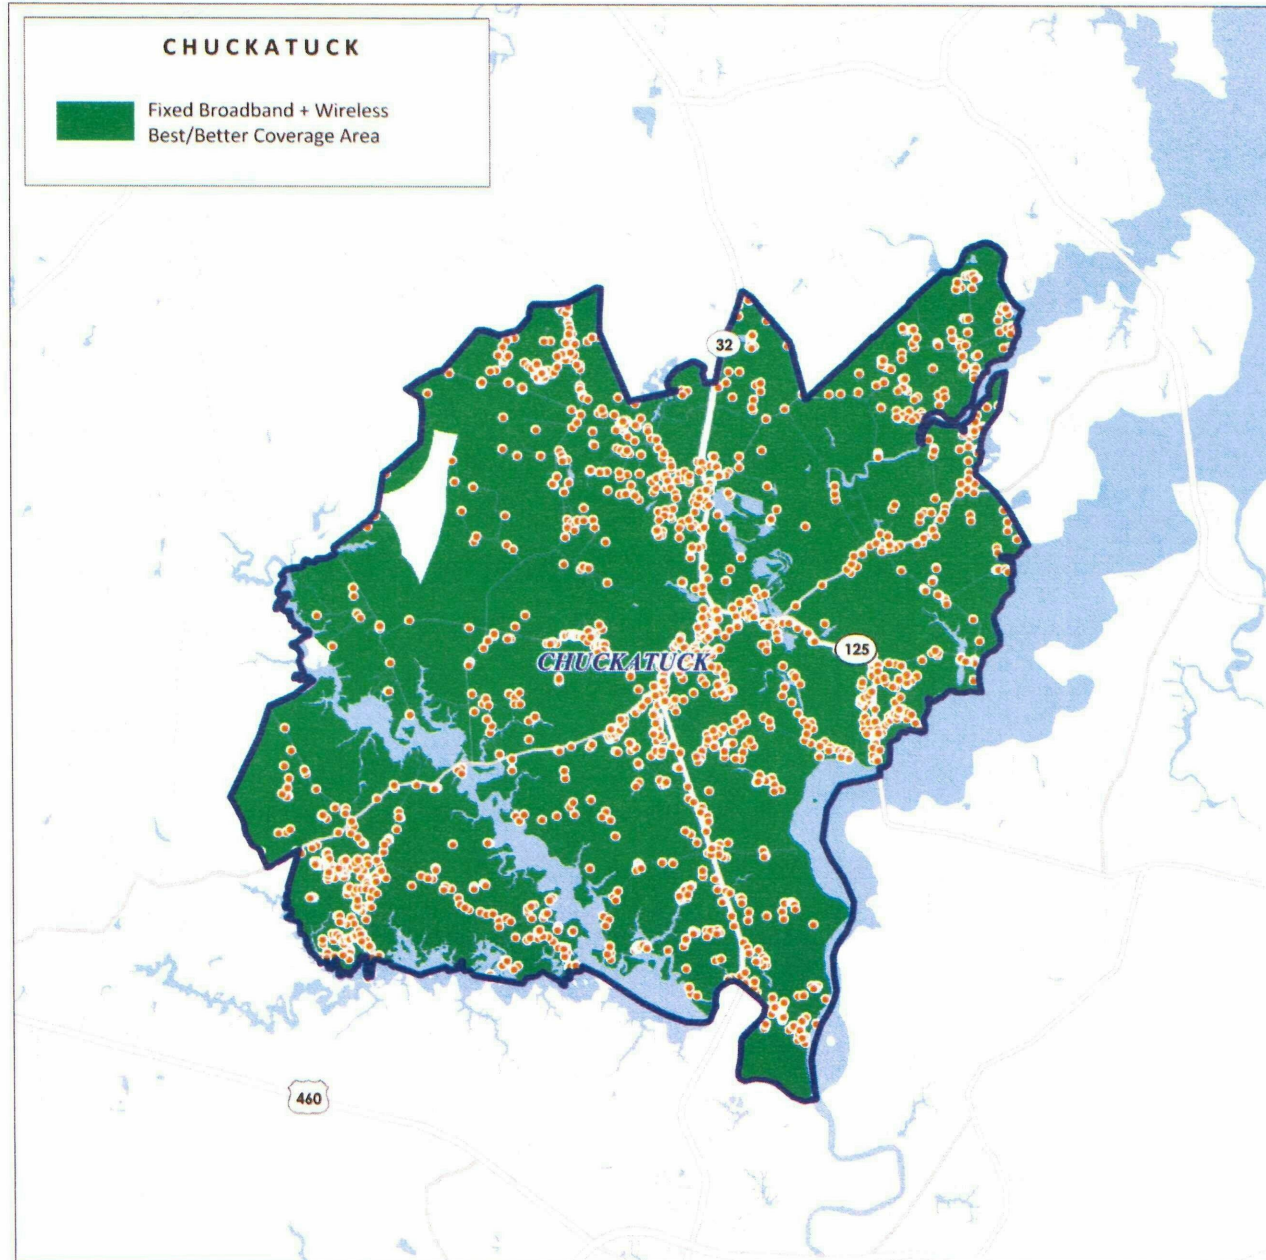 CHUCKATUCK
Fixed Broadband + Wireless
Best/Better Coverage Area
32
CHUCKATUCK
125
460